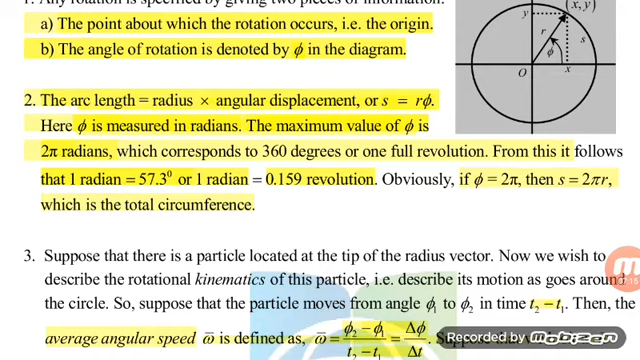 1. Any rotation is specified by giving two pieces of information:
a) The point about which the rotation occurs, i.e. the origin.
b) The angle of rotation is denoted by ϕ in the diagram.
(x, y)
y
r
s
ϕ
O
x
2. The arc length = radius × angular displacement, or s = rϕ.
Here ϕ is measured in radians. The maximum value of ϕ is
2π radians, which corresponds to 360 degrees or one full revolution. From this it follows
that 1 radian = 57.3⁰ or 1 radian = 0.159 revolution. Obviously, if ϕ = 2π, then s = 2πr,
which is the total circumference.
3. Suppose that there is a particle located at the tip of the radius vector. Now we wish to
describe the rotational kinematics of this particle, i.e. describe its motion as goes around
the circle. So, suppose that the particle moves from angle ϕ₁ to ϕ₂ in time t₂ − t₁. Then, the
average angular speed ω̄ is defined as, ω̄ = (ϕ₂ − ϕ₁)/(t₂ − t₁) = Δϕ/Δt.
Recorded by mobizen